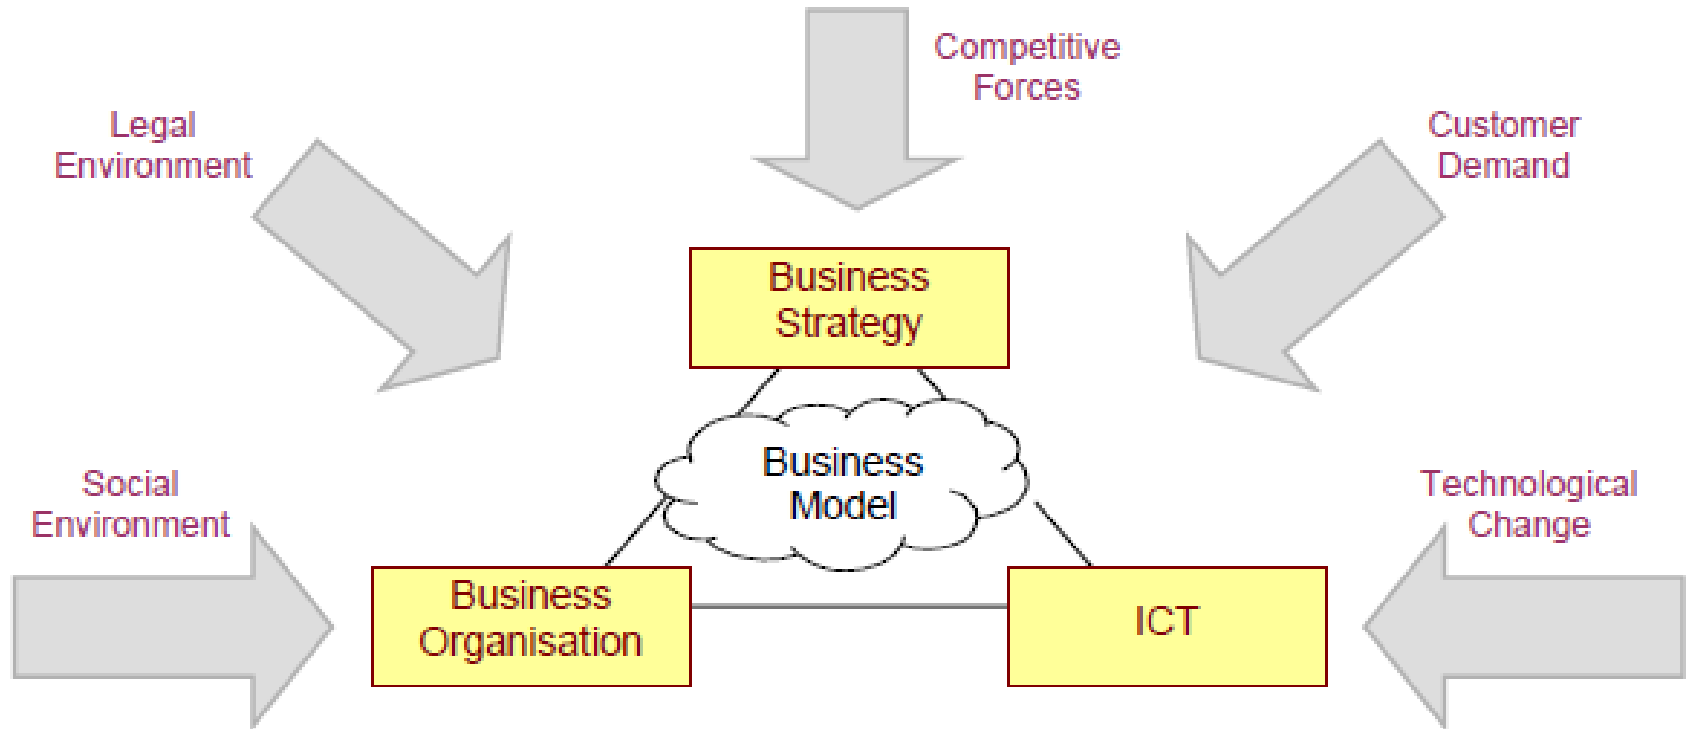 Competitive
Forces
Legal
Environment
Customer
Demand
Business
Strategy
Business
Model
Social
Environment
Technological
Change
Business
Organisation
ICT